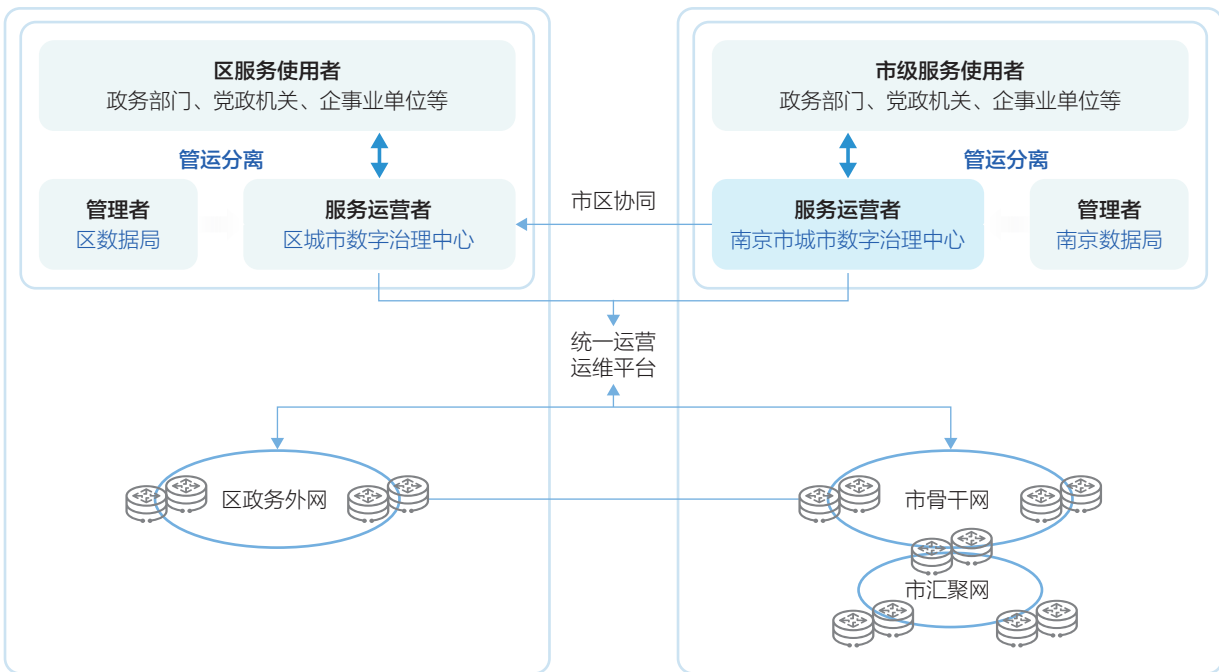 区服务使用者
政务部门、党政机关、企事业单位等
管运分离
管理者
区数据局
服务运营者
区城市数字治理中心
市区协同
市级服务使用者
政务部门、党政机关、企事业单位等
管运分离
服务运营者
南京市城市数字治理中心
管理者
南京数据局
统一运营
运维平台
区政务外网
市骨干网
市汇聚网